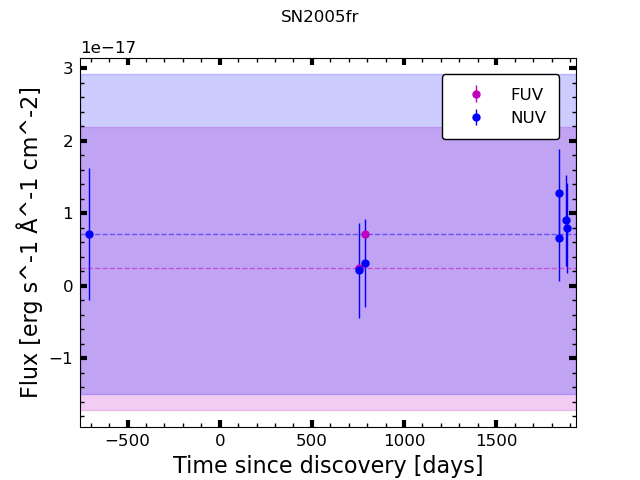 SN2005fr
1e−17
3
2
1
0
−1
Flux [erg s^-1 Å^-1 cm^-2]
FUV
NUV
−500 0 500 1000 1500
Time since discovery [days]